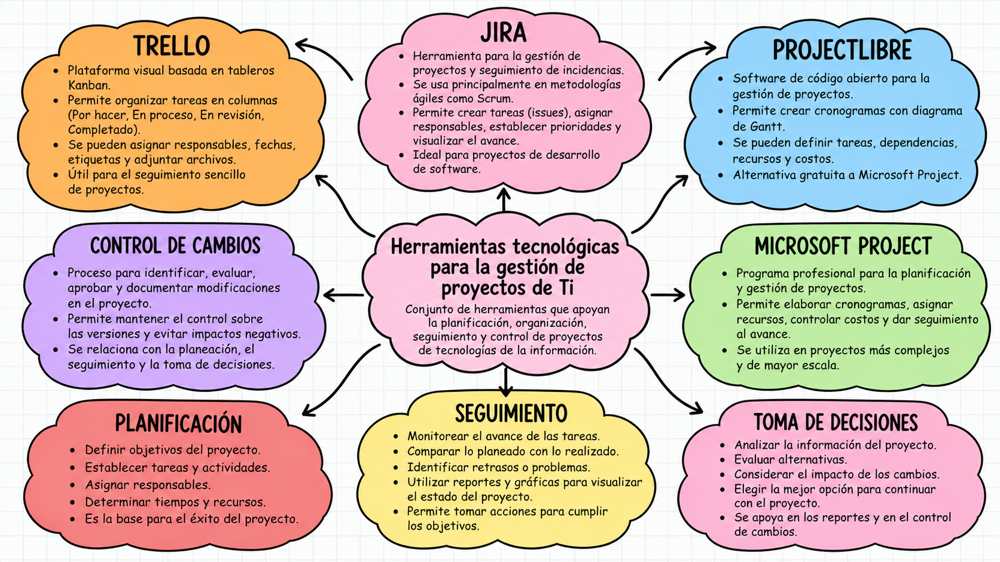 TRELLO
• Plataforma visual basada en tableros
Kanban.
• Permite organizar tareas en columnas
(Por hacer, En proceso, En revisión,
Completado).
• Se pueden asignar responsables, fechas,
etiquetas y adjuntar archivos.
• Útil para el seguimiento sencillo
de proyectos.
JIRA
• Herramienta para la gestión de
proyectos y seguimiento de incidencias.
• Se usa principalmente en metodologías
ágiles como Scrum.
• Permite crear tareas (issues), asignar
responsables, establecer prioridades y
visualizar el avance.
• Ideal para proyectos de desarrollo
de software.
PROJECTLIBRE
• Software de código abierto para la
gestión de proyectos.
• Permite crear cronogramas con diagrama
de Gantt.
• Se pueden definir tareas, dependencias,
recursos y costos.
• Alternativa gratuita a Microsoft Project.
CONTROL DE CAMBIOS
• Proceso para identificar, evaluar,
aprobar y documentar modificaciones
en el proyecto.
• Permite mantener el control sobre
las versiones y evitar impactos negativos.
• Se relaciona con la planeación, el
seguimiento y la toma de decisiones.
Herramientas tecnológicas
para la gestión de
proyectos de Ti
Conjunto de herramientas que apoyan
la planificación, organización,
seguimiento y control de proyectos
de tecnologías de la información.
MICROSOFT PROJECT
• Programa profesional para la planificación
y gestión de proyectos.
• Permite elaborar cronogramas, asignar
recursos, controlar costos y dar seguimiento
al avance.
• Se utiliza en proyectos más complejos
y de mayor escala.
PLANIFICACIÓN
• Definir objetivos del proyecto.
• Establecer tareas y actividades.
• Asignar responsables.
• Determinar tiempos y recursos.
• Es la base para el éxito del proyecto.
SEGUIMIENTO
• Monitorear el avance de las tareas.
• Comparar lo planeado con lo realizado.
• Identificar retrasos o problemas.
• Utilizar reportes y gráficas para visualizar
el estado del proyecto.
• Permite tomar acciones para cumplir
los objetivos.
TOMA DE DECISIONES
• Analizar la información del proyecto.
• Evaluar alternativas.
• Considerar el impacto de los cambios.
• Elegir la mejor opción para continuar
con el proyecto.
• Se apoya en los reportes y en el control
de cambios.